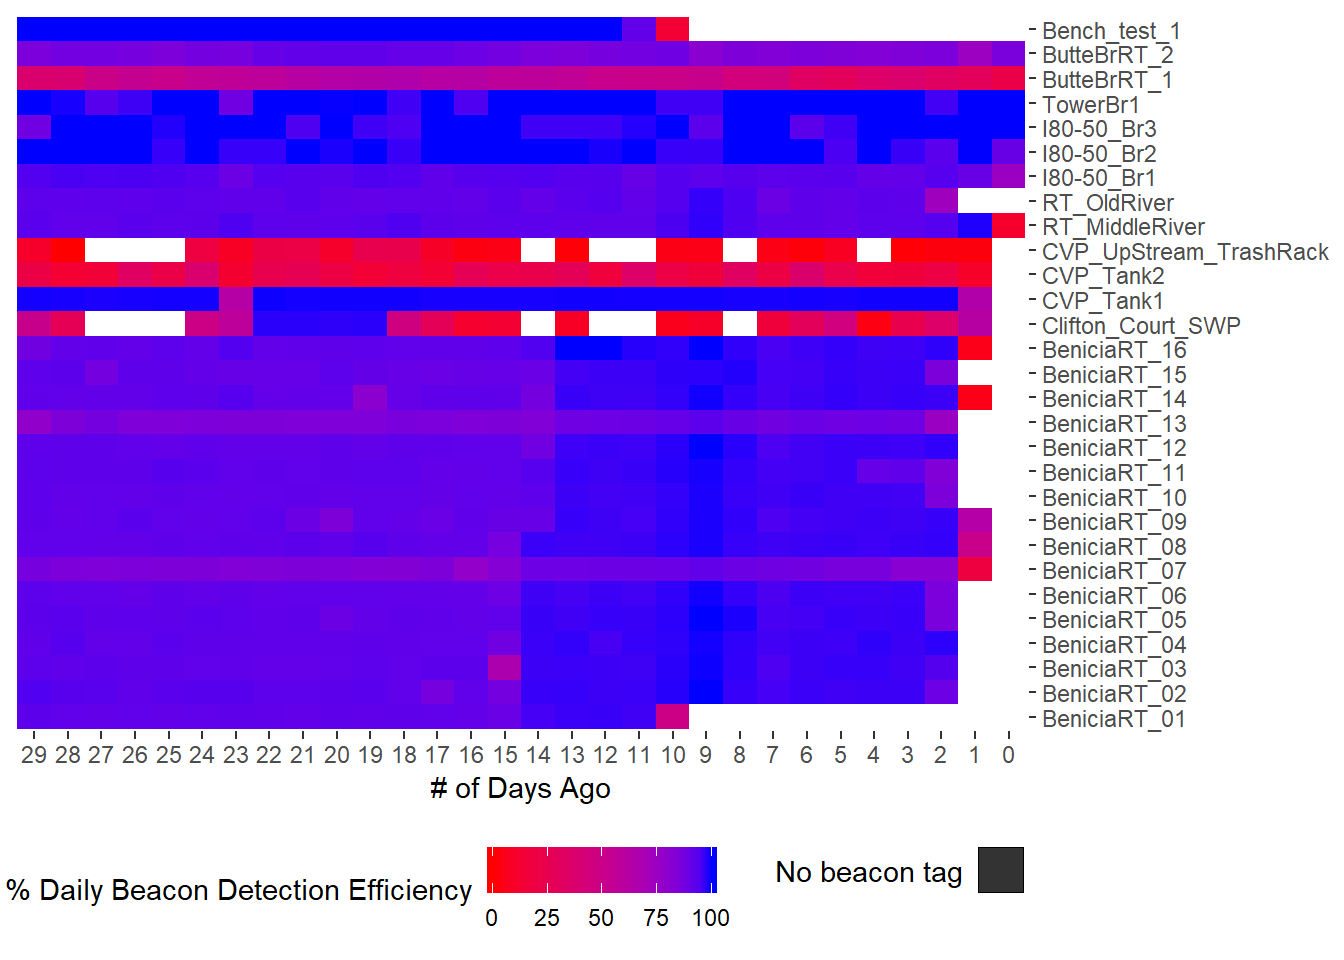 Bench_test_1
ButteBrRT_2
ButteBrRT_1
TowerBr1
I80-50_Br3
I80-50_Br2
I80-50_Br1
RT_OldRiver
RT_MiddleRiver
CVP_UpStream_TrashRack
CVP_Tank2
CVP_Tank1
Clifton_Court_SWP
BeniciaRT_16
BeniciaRT_15
BeniciaRT_14
BeniciaRT_13
BeniciaRT_12
BeniciaRT_11
BeniciaRT_10
BeniciaRT_09
BeniciaRT_08
BeniciaRT_07
BeniciaRT_06
BeniciaRT_05
BeniciaRT_04
BeniciaRT_03
BeniciaRT_02
BeniciaRT_01
29 28 27 26 25 24 23 22 21 20 19 18 17 16 15 14 13 12 11 10 9 8 7 6 5 4 3 2 1 0
# of Days Ago
% Daily Beacon Detection Efficiency
0 25 50 75 100
No beacon tag